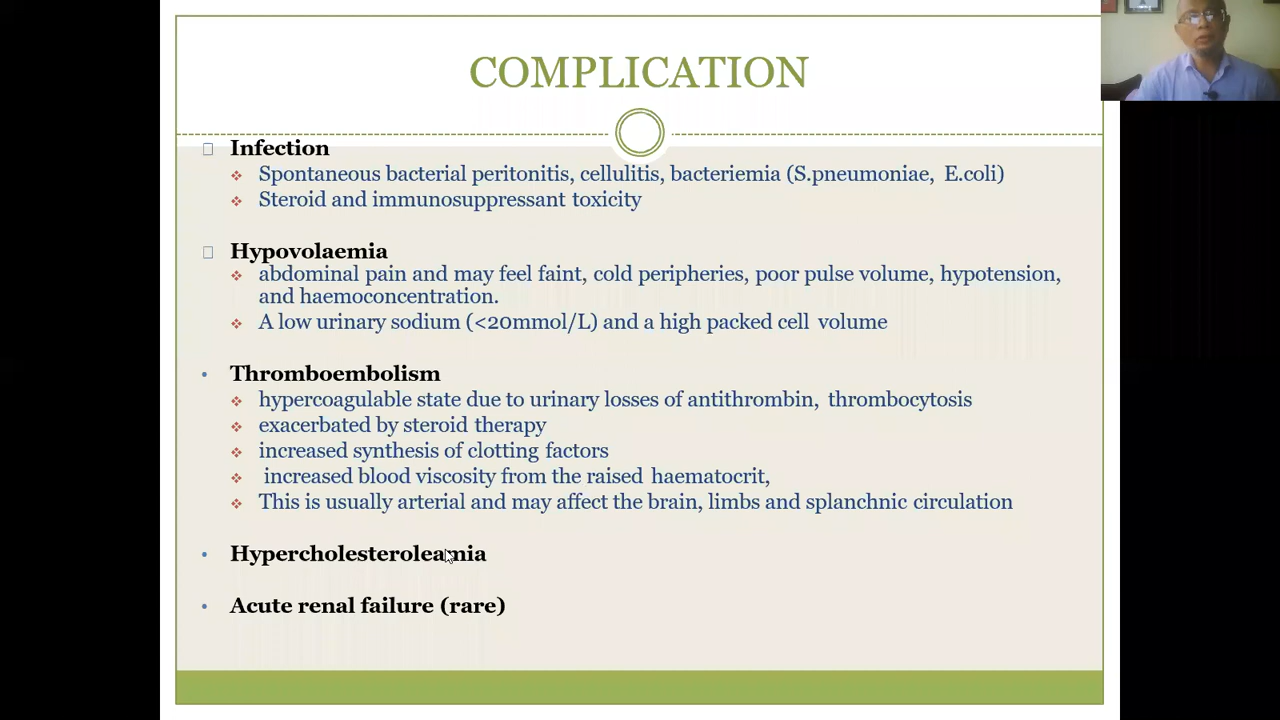 COMPLICATION
Infection
Spontaneous bacterial peritonitis, cellulitis, bacteriemia (S.pneumoniae, E.coli)
Steroid and immunosuppressant toxicity
Hypovolaemia
abdominal pain and may feel faint, cold peripheries, poor pulse volume, hypotension,
and haemoconcentration.
A low urinary sodium (<20mmol/L) and a high packed cell volume
Thromboembolism
hypercoagulable state due to urinary losses of antithrombin, thrombocytosis
exacerbated by steroid therapy
increased synthesis of clotting factors
increased blood viscosity from the raised haematocrit,
This is usually arterial and may affect the brain, limbs and splanchnic circulation
Hypercholesteroleamia
Acute renal failure (rare)